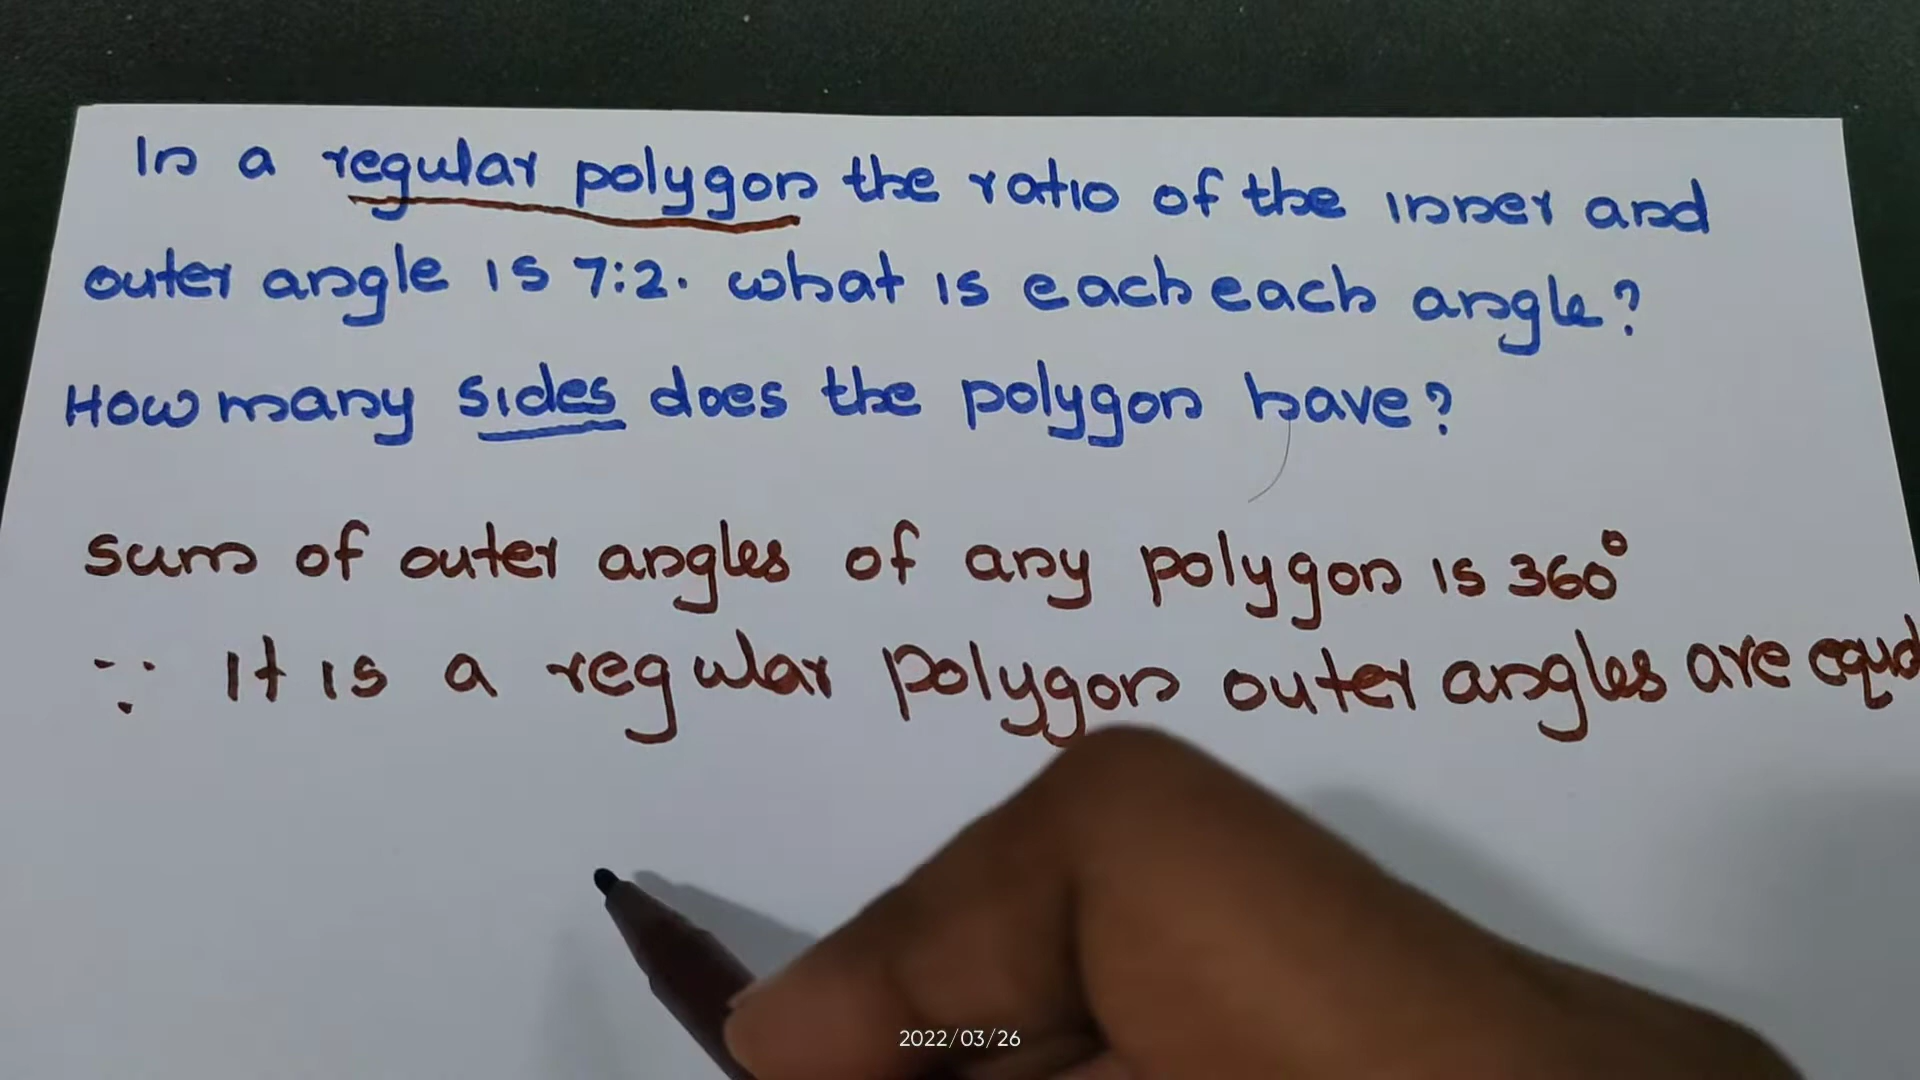 In a regular polygon the ratio of the inner and
outer angle is 7:2. what is each each angle?
How many sides does the polygon have?
sum of outer angles of any polygon is 360°
∵ It is a regular polygon outer angles are equal
2022/03/26